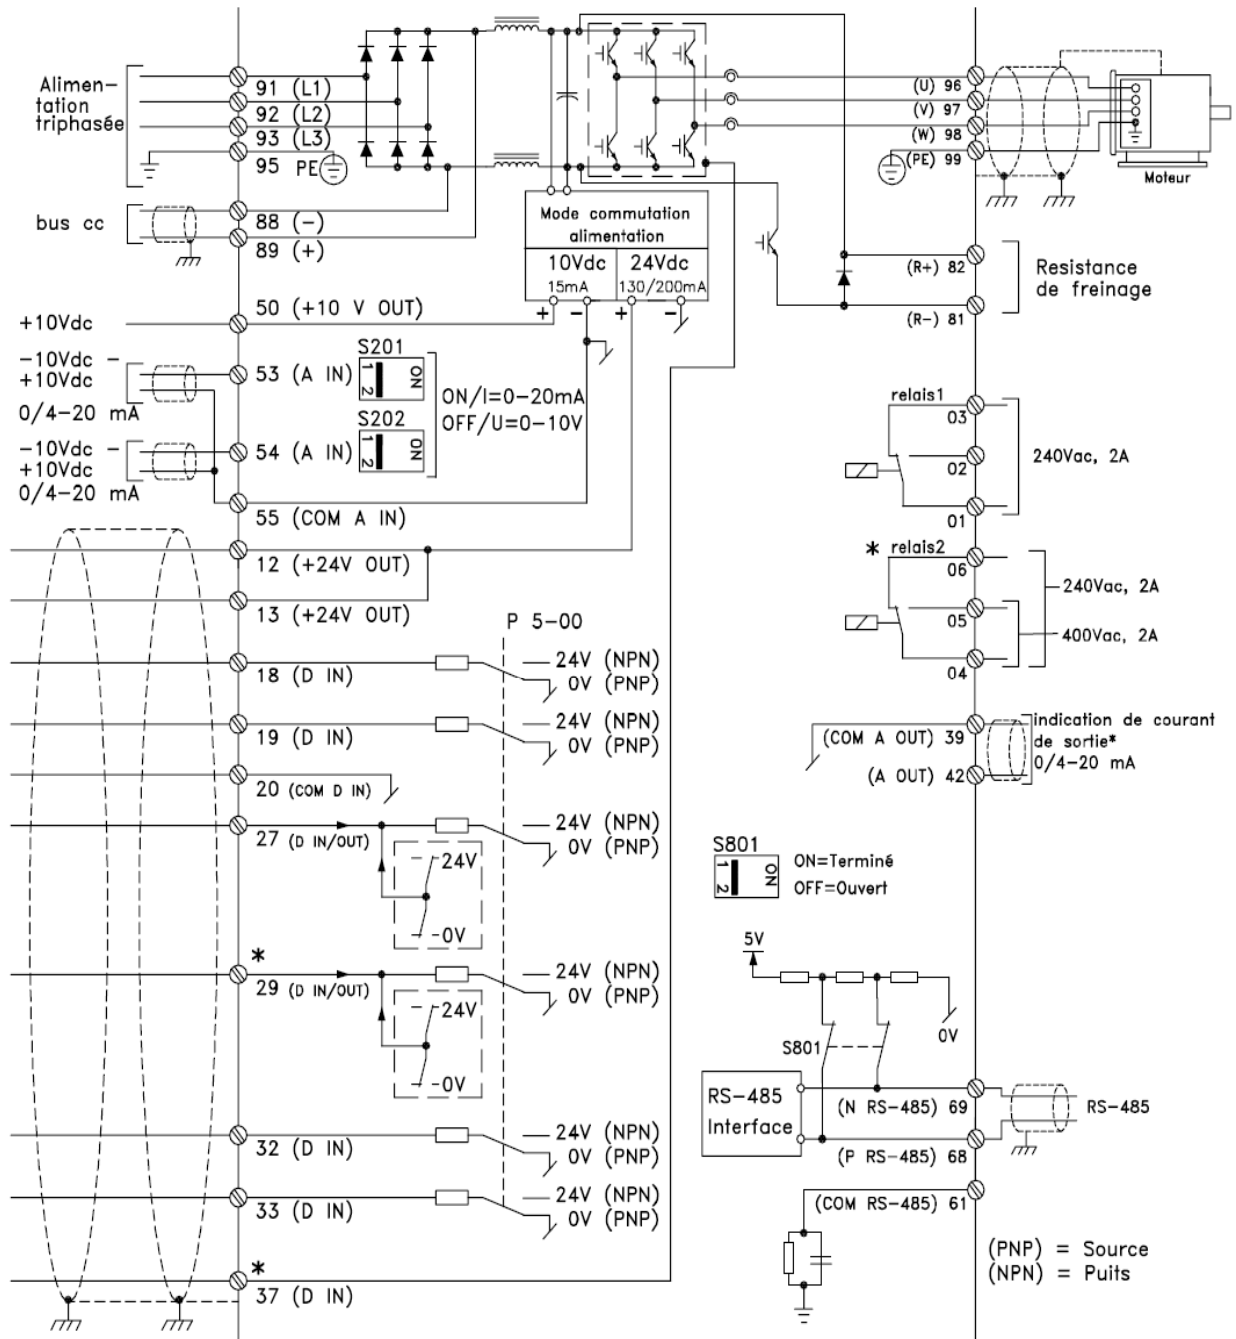 Alimen-
tation
triphasée
91 (L1)
92 (L2)
93 (L3)
95 PE
bus cc
88 (-)
89 (+)
Mode commutation
alimentation
10Vdc
15mA
24Vdc
130/200mA
+ - + -
(U) 96
(V) 97
(W) 98
(PE) 99
Moteur
(R+) 82
(R-) 81
Resistance
de freinage
+10Vdc
50 (+10 V OUT)
-10Vdc -
+10Vdc
0/4-20 mA
53 (A IN)
S201
1 2
ON
-10Vdc -
+10Vdc
0/4-20 mA
54 (A IN)
S202
1 2
ON
ON/I=0-20mA
OFF/U=0-10V
55 (COM A IN)
12 (+24V OUT)
13 (+24V OUT)
relais1
03
02
01
240Vac, 2A
* relais2
06
05
04
240Vac, 2A
400Vac, 2A
P 5-00
18 (D IN)
24V (NPN)
0V (PNP)
19 (D IN)
24V (NPN)
0V (PNP)
20 (COM D IN)
27 (D IN/OUT)
24V (NPN)
0V (PNP)
24V
0V
*
29 (D IN/OUT)
24V (NPN)
0V (PNP)
24V
0V
32 (D IN)
24V (NPN)
0V (PNP)
33 (D IN)
24V (NPN)
0V (PNP)
*
37 (D IN)
(COM A OUT) 39
(A OUT) 42
indication de courant
de sortie*
0/4-20 mA
S801
1 2
ON
ON=Terminé
OFF=Ouvert
5V
0V
S801
RS-485
Interface
(N RS-485) 69
(P RS-485) 68
RS-485
(COM RS-485) 61
(PNP) = Source
(NPN) = Puits